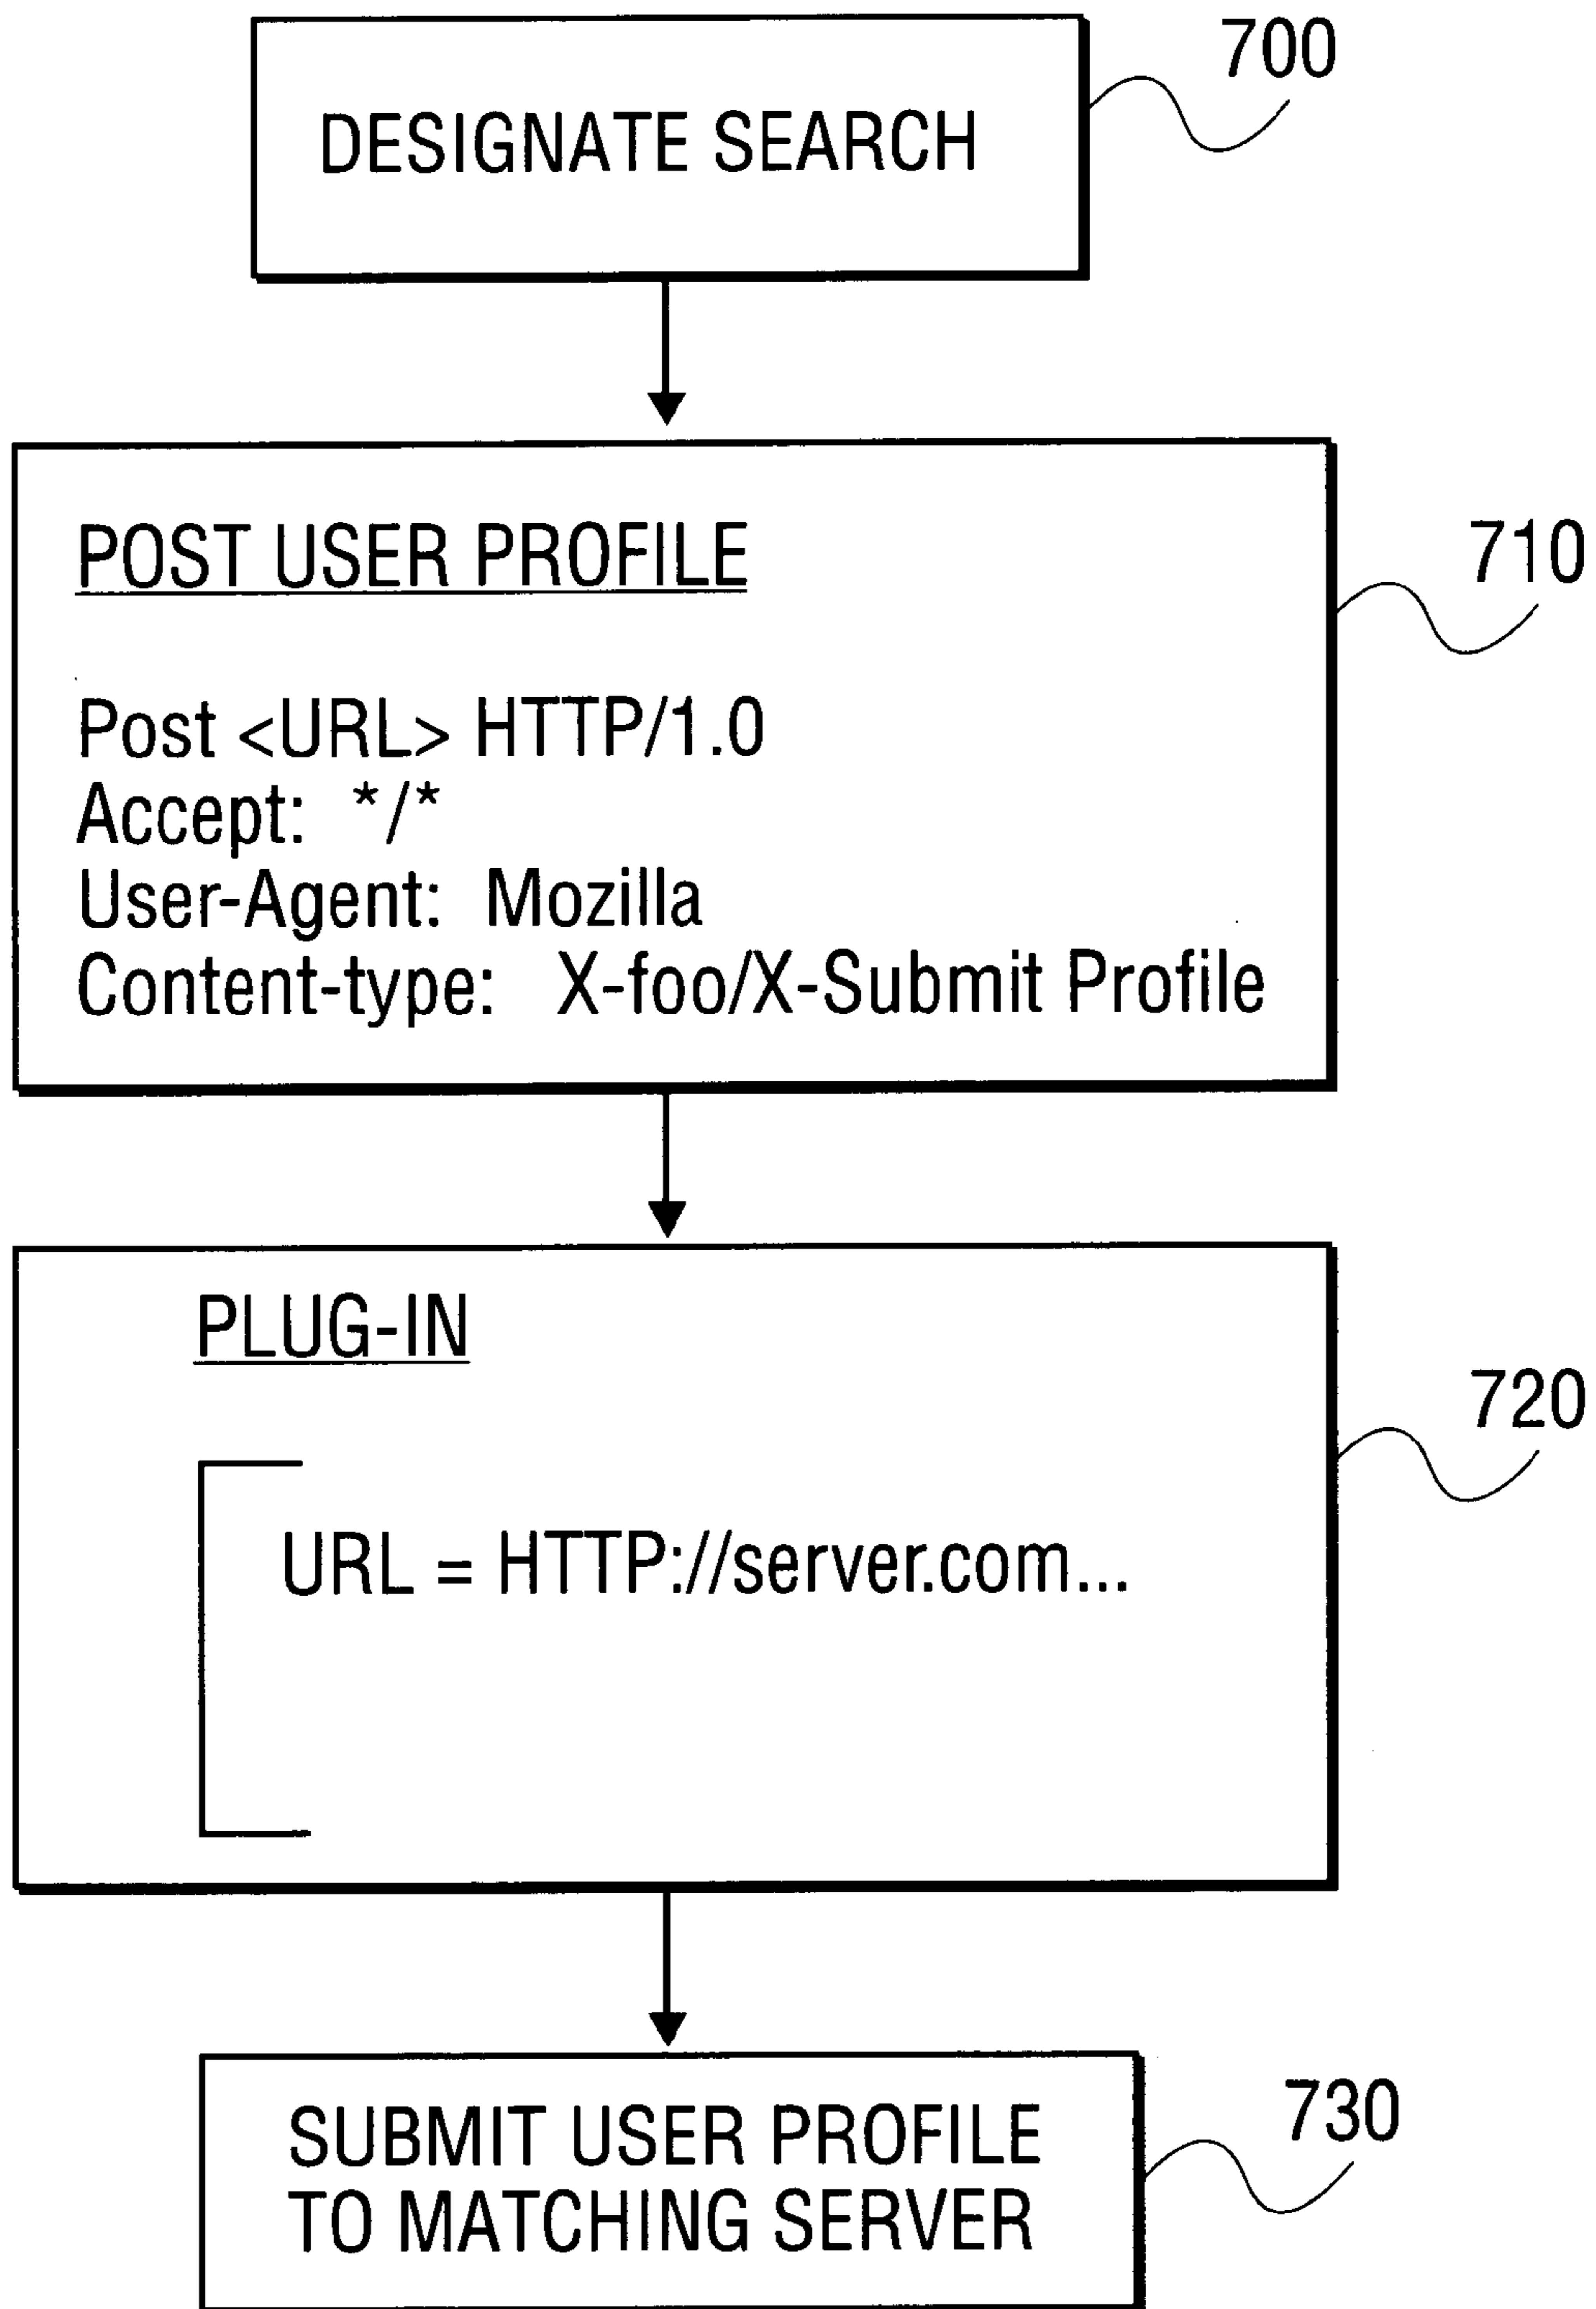 700
DESIGNATE SEARCH
POST USER PROFILE
710
Post <URL> HTTP/1.0
Accept: */*
User-Agent: Mozilla
Content-type: X-foo/X-Submit Profile
PLUG-IN
720
URL = HTTP://server.com...
SUBMIT USER PROFILE
730
TO MATCHING SERVER